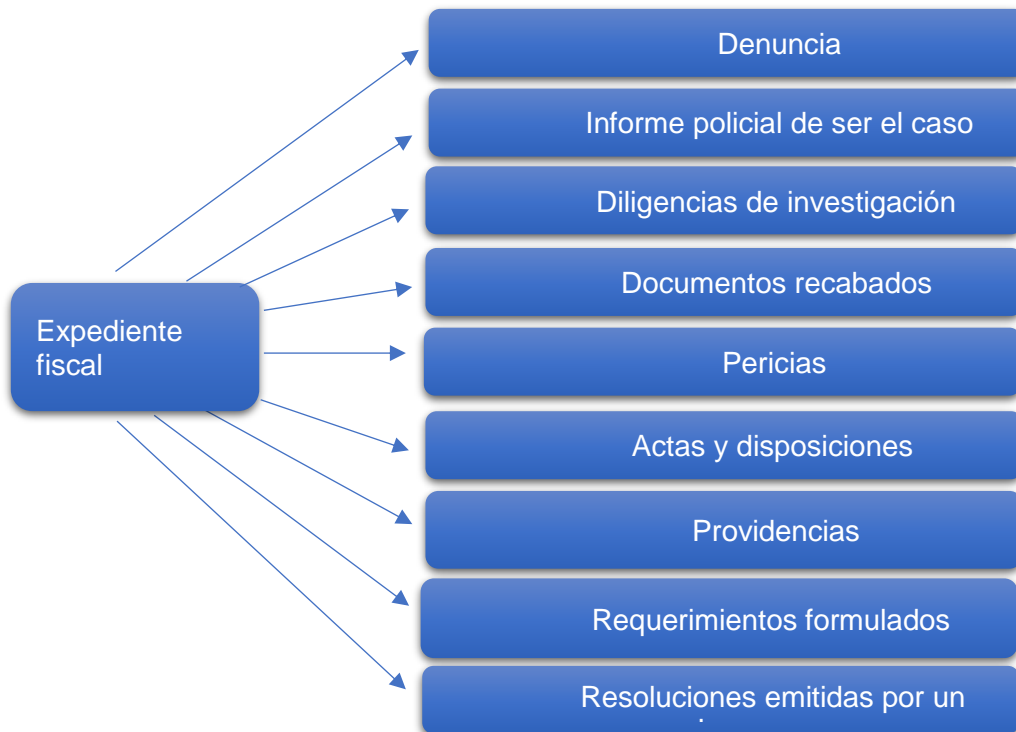 Denuncia
Informe policial de ser el caso
Diligencias de investigación
Documentos recabados
Expediente
fiscal
Pericias
Actas y disposiciones
Providencias
Requerimientos formulados
Resoluciones emitidas por un